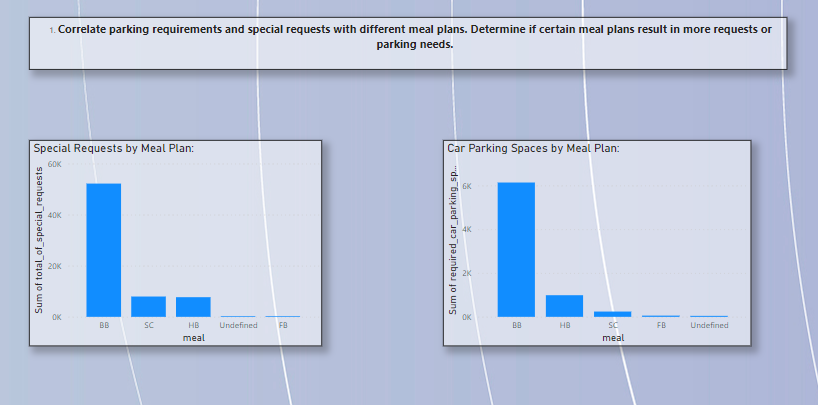 1. Correlate parking requirements and special requests with different meal plans. Determine if certain meal plans result in more requests or
parking needs.
Special Requests by Meal Plan:
Sum of total_of_special_requests
60K
40K
20K
0K
BB SC HB Undefined FB
meal
Car Parking Spaces by Meal Plan:
Sum of required_car_parking_sp...
6K
4K
2K
0K
BB HB SC FB Undefined
meal